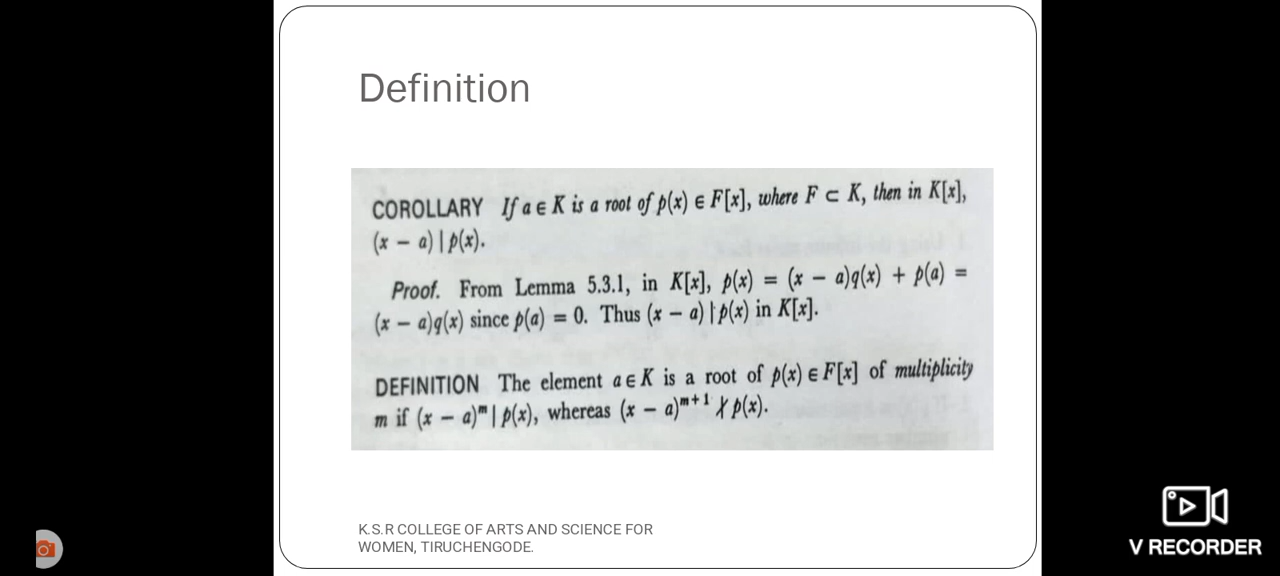 Definition
COROLLARY If a ∈ K is a root of p(x) ∈ F[x], where F ⊂ K, then in K[x],
(x − a) | p(x).
Proof. From Lemma 5.3.1, in K[x], p(x) = (x − a)q(x) + p(a) =
(x − a)q(x) since p(a) = 0. Thus (x − a) | p(x) in K[x].
DEFINITION The element a ∈ K is a root of p(x) ∈ F[x] of multiplicity
m if (x − a)ᵐ | p(x), whereas (x − a)ᵐ⁺¹ ∤ p(x).
K.S.R COLLEGE OF ARTS AND SCIENCE FOR
WOMEN, TIRUCHENGODE.
V RECORDER